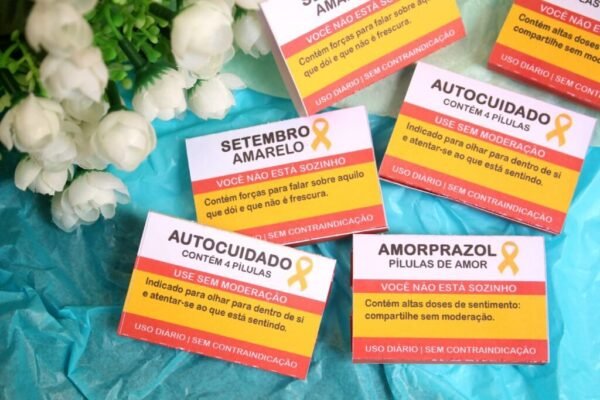 SETEMBRO
AMARELO
VOCÊ NÃO ESTÁ SOZINHO
Contém forças para falar sobre aquilo
que dói e que não é frescura.
USO DIÁRIO | SEM CONTRAINDICAÇÃO
Contém altas doses de
compartilhe sem
USO DIÁRIO | SEM
AUTOCUIDADO
CONTÉM 4 PÍLULAS
USE SEM MODERAÇÃO
Indicado para olhar para dentro de si
e atentar-se ao que está sentindo.
USO DIÁRIO | SEM CONTRAINDICAÇÃO
SETEMBRO
AMARELO
VOCÊ NÃO ESTÁ SOZINHO
Contém forças para falar sobre aquilo
que dói e que não é frescura.
USO DIÁRIO | SEM CONTRAINDICAÇÃO
AUTOCUIDADO
CONTÉM 4 PÍLULAS
USE SEM MODERAÇÃO
Indicado para olhar para dentro de si
e atentar-se ao que está sentindo.
USO DIÁRIO | SEM CONTRAINDICAÇÃO
AMORPRAZOL
PÍLULAS DE AMOR
VOCÊ NÃO ESTÁ SOZINHO
Contém altas doses de sentimento:
compartilhe sem moderação.
USO DIÁRIO | SEM CONTRAINDICAÇÃO